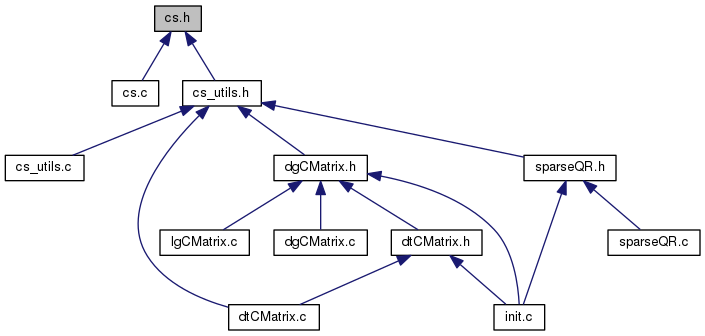 cs.h
cs.c
cs_utils.h
cs_utils.c
dgCMatrix.h
sparseQR.h
lgCMatrix.c
dgCMatrix.c
dtCMatrix.h
sparseQR.c
dtCMatrix.c
init.c